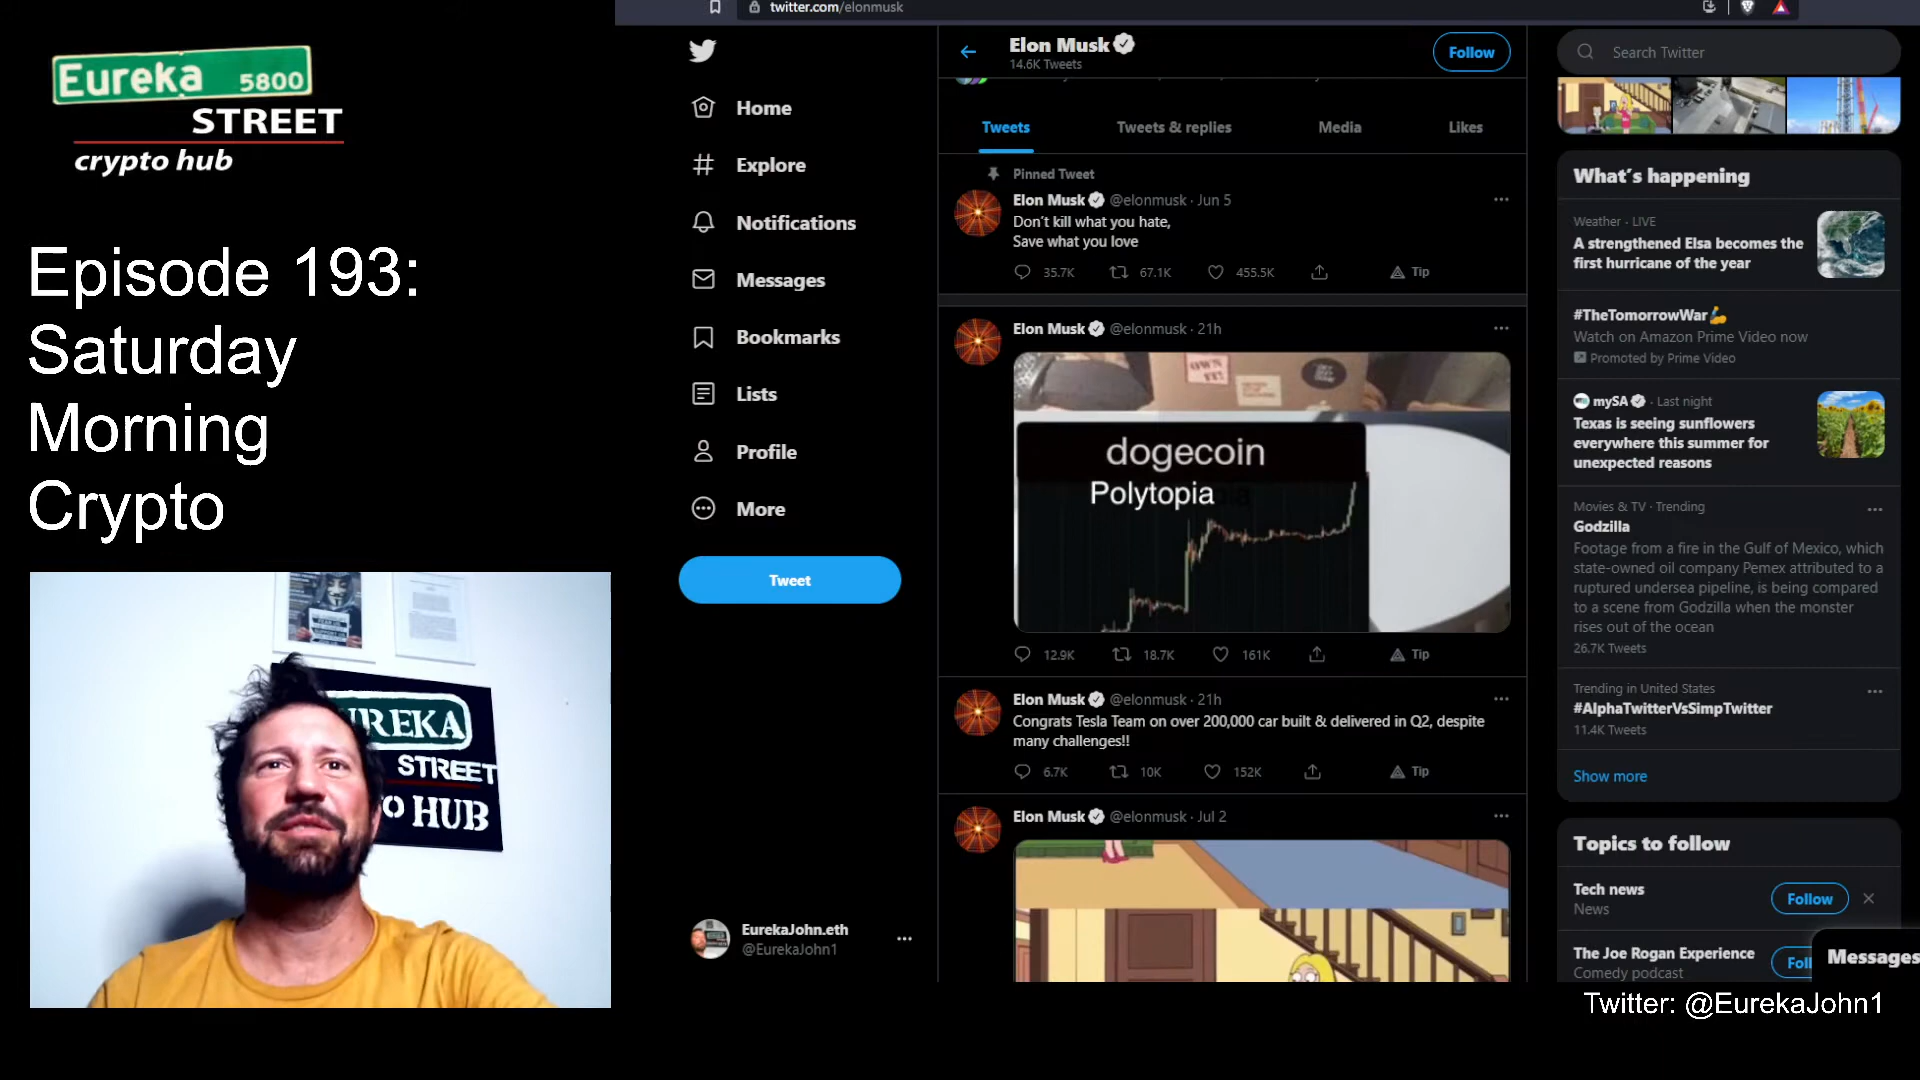 twitter.com/elonmusk
Eureka 5800
STREET
crypto hub
Episode 193:
Saturday
Morning
Crypto
EUREKA
STREET
O HUB
Home
Explore
Notifications
Messages
Bookmarks
Lists
Profile
More
Tweet
EurekaJohn.eth
@EurekaJohn1
Elon Musk
14.6K Tweets
Follow
Tweets
Tweets & replies
Media
Likes
Pinned Tweet
Elon Musk @elonmusk · Jun 5
Don't kill what you hate,
Save what you love
35.7K 67.1K 455.5K Tip
Elon Musk @elonmusk · 21h
OWN IT!
dogecoin
Polytopia
12.9K 18.7K 161K Tip
Elon Musk @elonmusk · 21h
Congrats Tesla Team on over 200,000 car built & delivered in Q2, despite
many challenges!!
6.7K 10K 152K Tip
Elon Musk @elonmusk · Jul 2
Search Twitter
What's happening
Weather · LIVE
A strengthened Elsa becomes the
first hurricane of the year
#TheTomorrowWar
Watch on Amazon Prime Video now
Promoted by Prime Video
mySA · Last night
Texas is seeing sunflowers
everywhere this summer for
unexpected reasons
Movies & TV · Trending
Godzilla
Footage from a fire in the Gulf of Mexico, which
state-owned oil company Pemex attributed to a
ruptured undersea pipeline, is being compared
to a scene from Godzilla when the monster
rises out of the ocean
26.7K Tweets
Trending in United States
#AlphaTwitterVsSimpTwitter
11.4K Tweets
Show more
Topics to follow
Tech news
News
Follow
The Joe Rogan Experience
Comedy podcast
Foll
Messages
Twitter: @EurekaJohn1